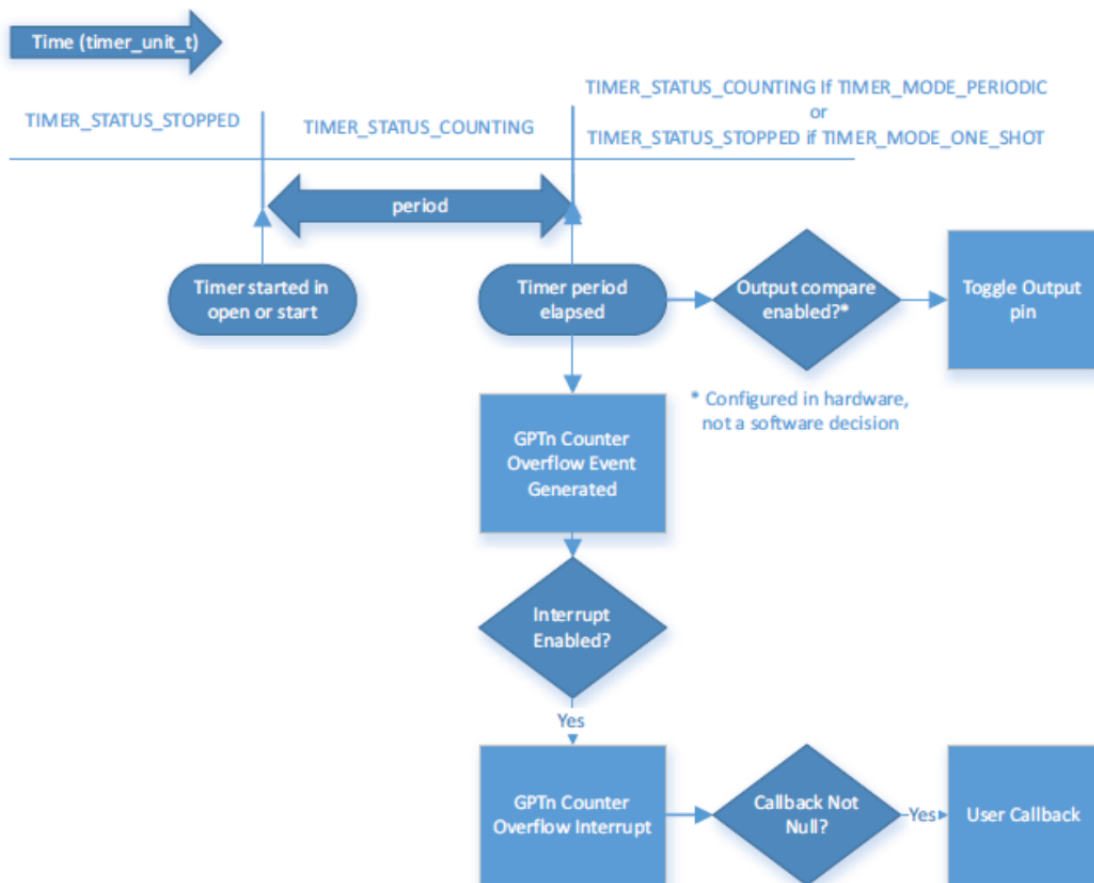 Time (timer_unit_t)
TIMER_STATUS_STOPPED
TIMER_STATUS_COUNTING
TIMER_STATUS_COUNTING If TIMER_MODE_PERIODIC
or
TIMER_STATUS_STOPPED if TIMER_MODE_ONE_SHOT
period
Timer started in
open or start
Timer period
elapsed
Output compare
enabled?*
Toggle Output
pin
* Configured in hardware,
not a software decision
GPTn Counter
Overflow Event
Generated
Interrupt
Enabled?
Yes
GPTn Counter
Overflow Interrupt
Callback Not
Null?
Yes
User Callback